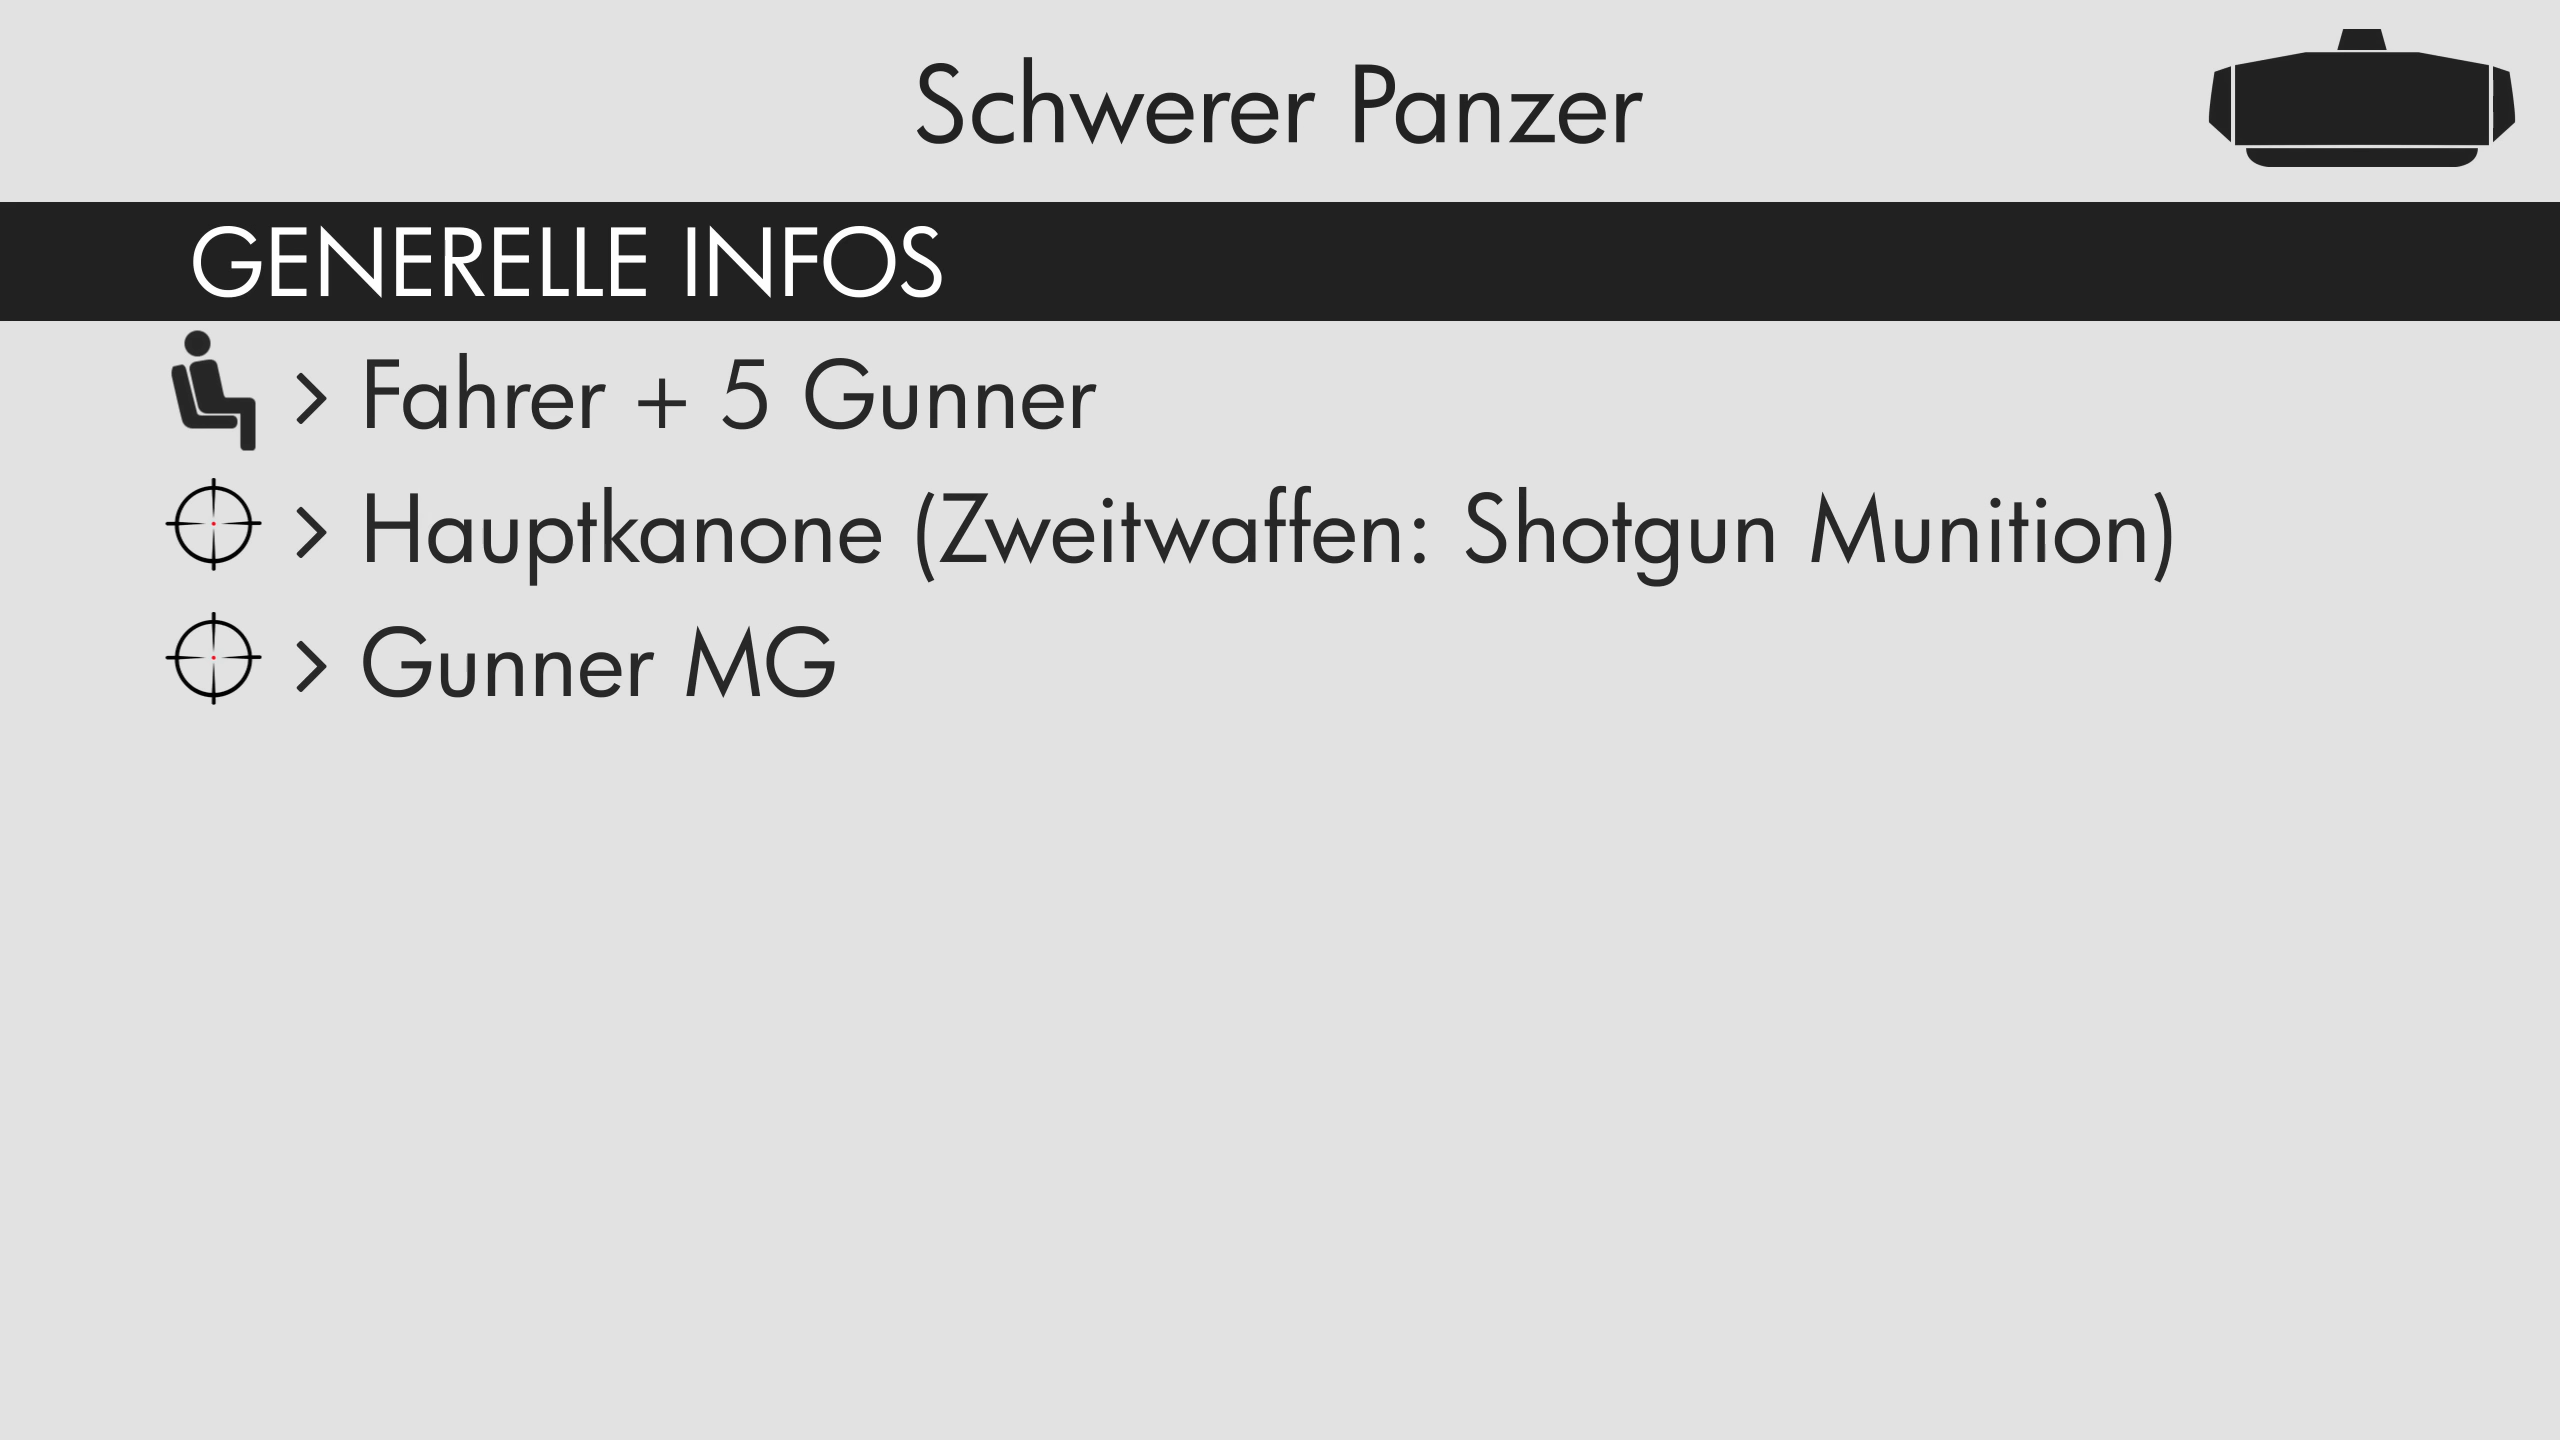 Schwerer Panzer
GENERELLE INFOS
> Fahrer + 5 Gunner
> Hauptkanone (Zweitwaffen: Shotgun Munition)
> Gunner MG